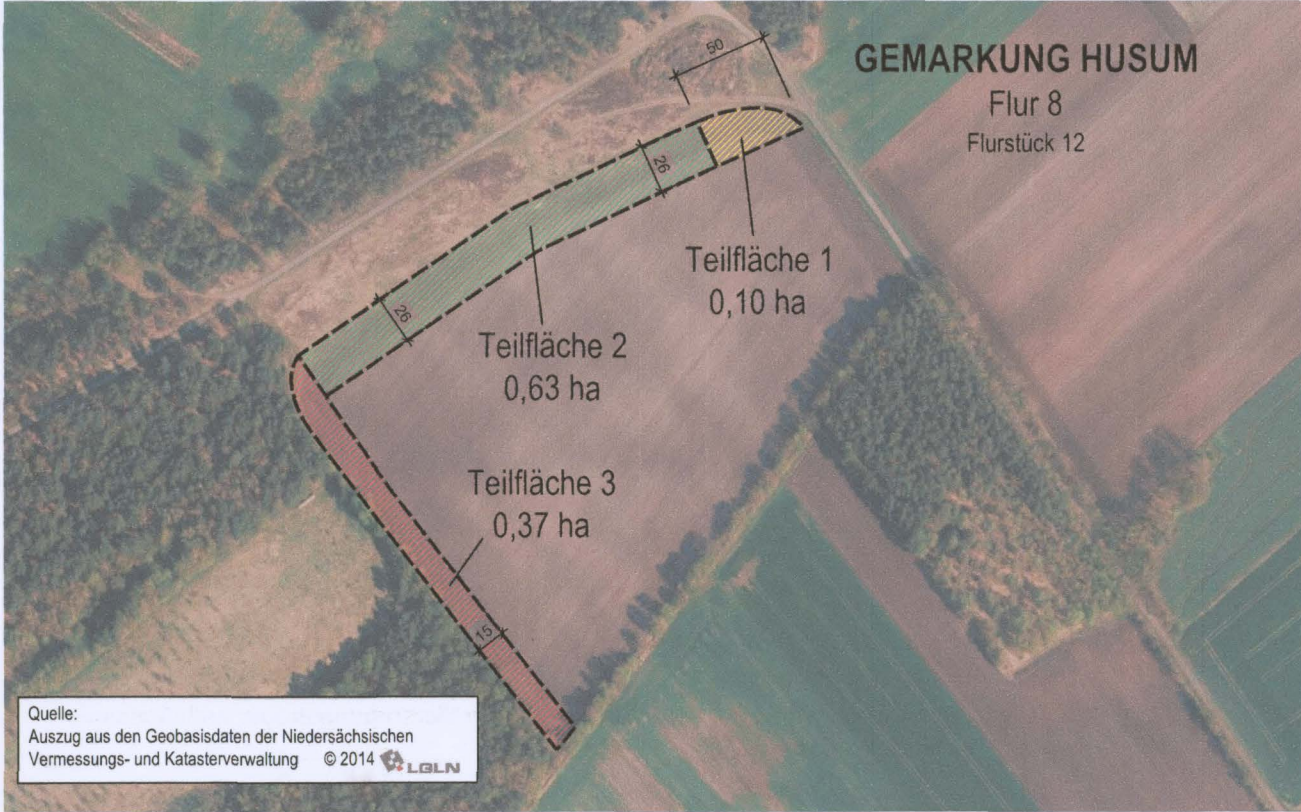 GEMARKUNG HUSUM
Flur 8
Flurstück 12
50
26
Teilfläche 1
0,10 ha
26
Teilfläche 2
0,63 ha
Teilfläche 3
0,37 ha
15
Quelle:
Auszug aus den Geobasisdaten der Niedersächsischen
Vermessungs- und Katasterverwaltung © 2014 LGLN